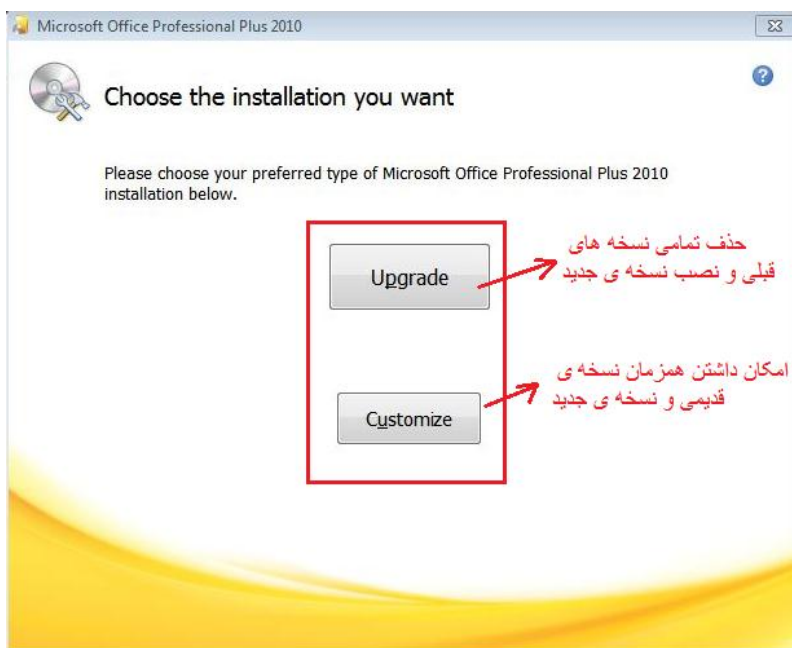 Microsoft Office Professional Plus 2010
Choose the installation you want
Please choose your preferred type of Microsoft Office Professional Plus 2010
installation below.
Upgrade
حذف تمامی نسخه های
قبلی و نصب نسخه ی جدید
Customize
امکان داشتن همزمان نسخه ی
قدیمی و نسخه ی جدید